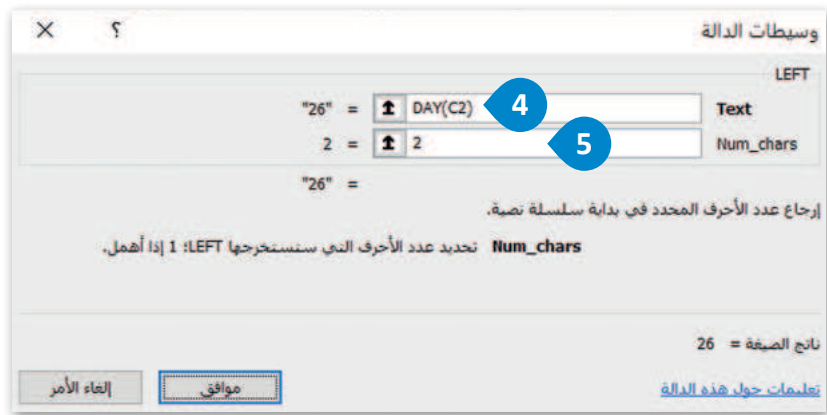 وسيطات الدالة ؟ ×
LEFT
Text DAY(C2) = "26"
4
Num_chars 2 = 2
5
= "26"
إرجاع عدد الأحرف المحدد في بداية سلسلة نصية.
Num_chars تحديد عدد الأحرف التي ستستخرجها LEFT؛ 1 إذا أهمل.
ناتج الصيغة = 26
تعليمات حول هذه الدالة
موافق
إلغاء الأمر